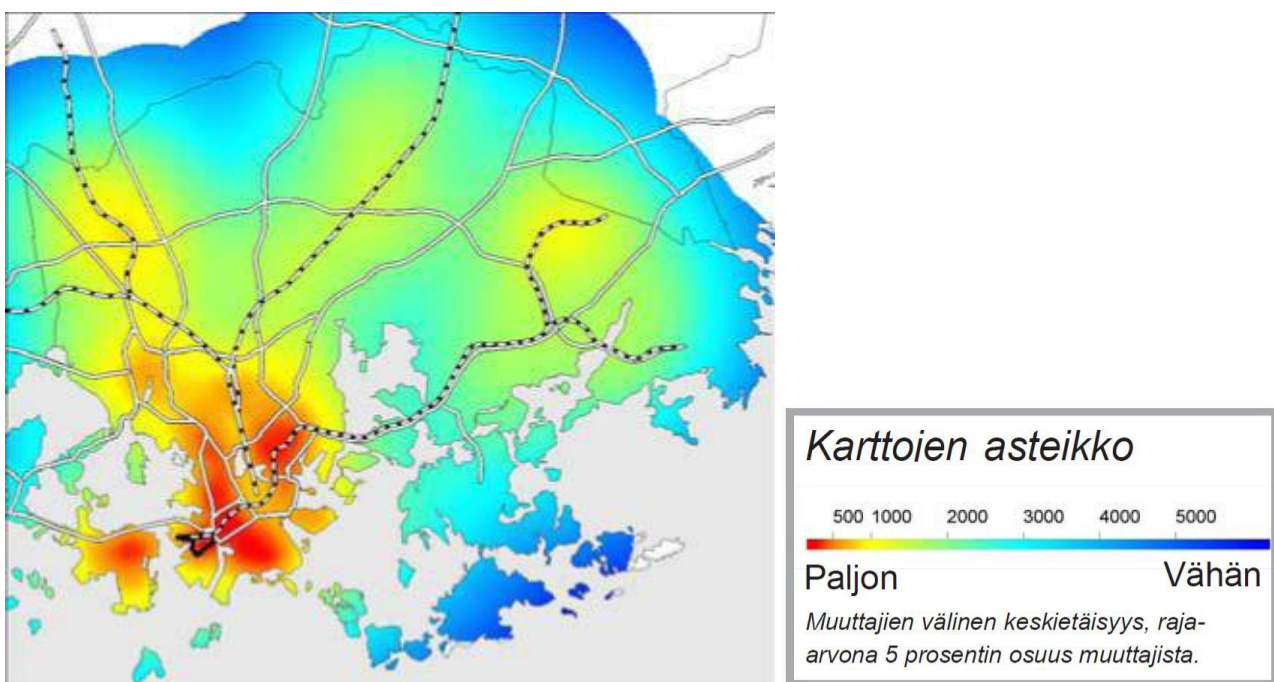 Karttojen asteikko
500 1000 2000 3000 4000 5000
Paljon Vähän
Muuttajien välinen keskietäisyys, raja-
arvona 5 prosentin osuus muuttajista.